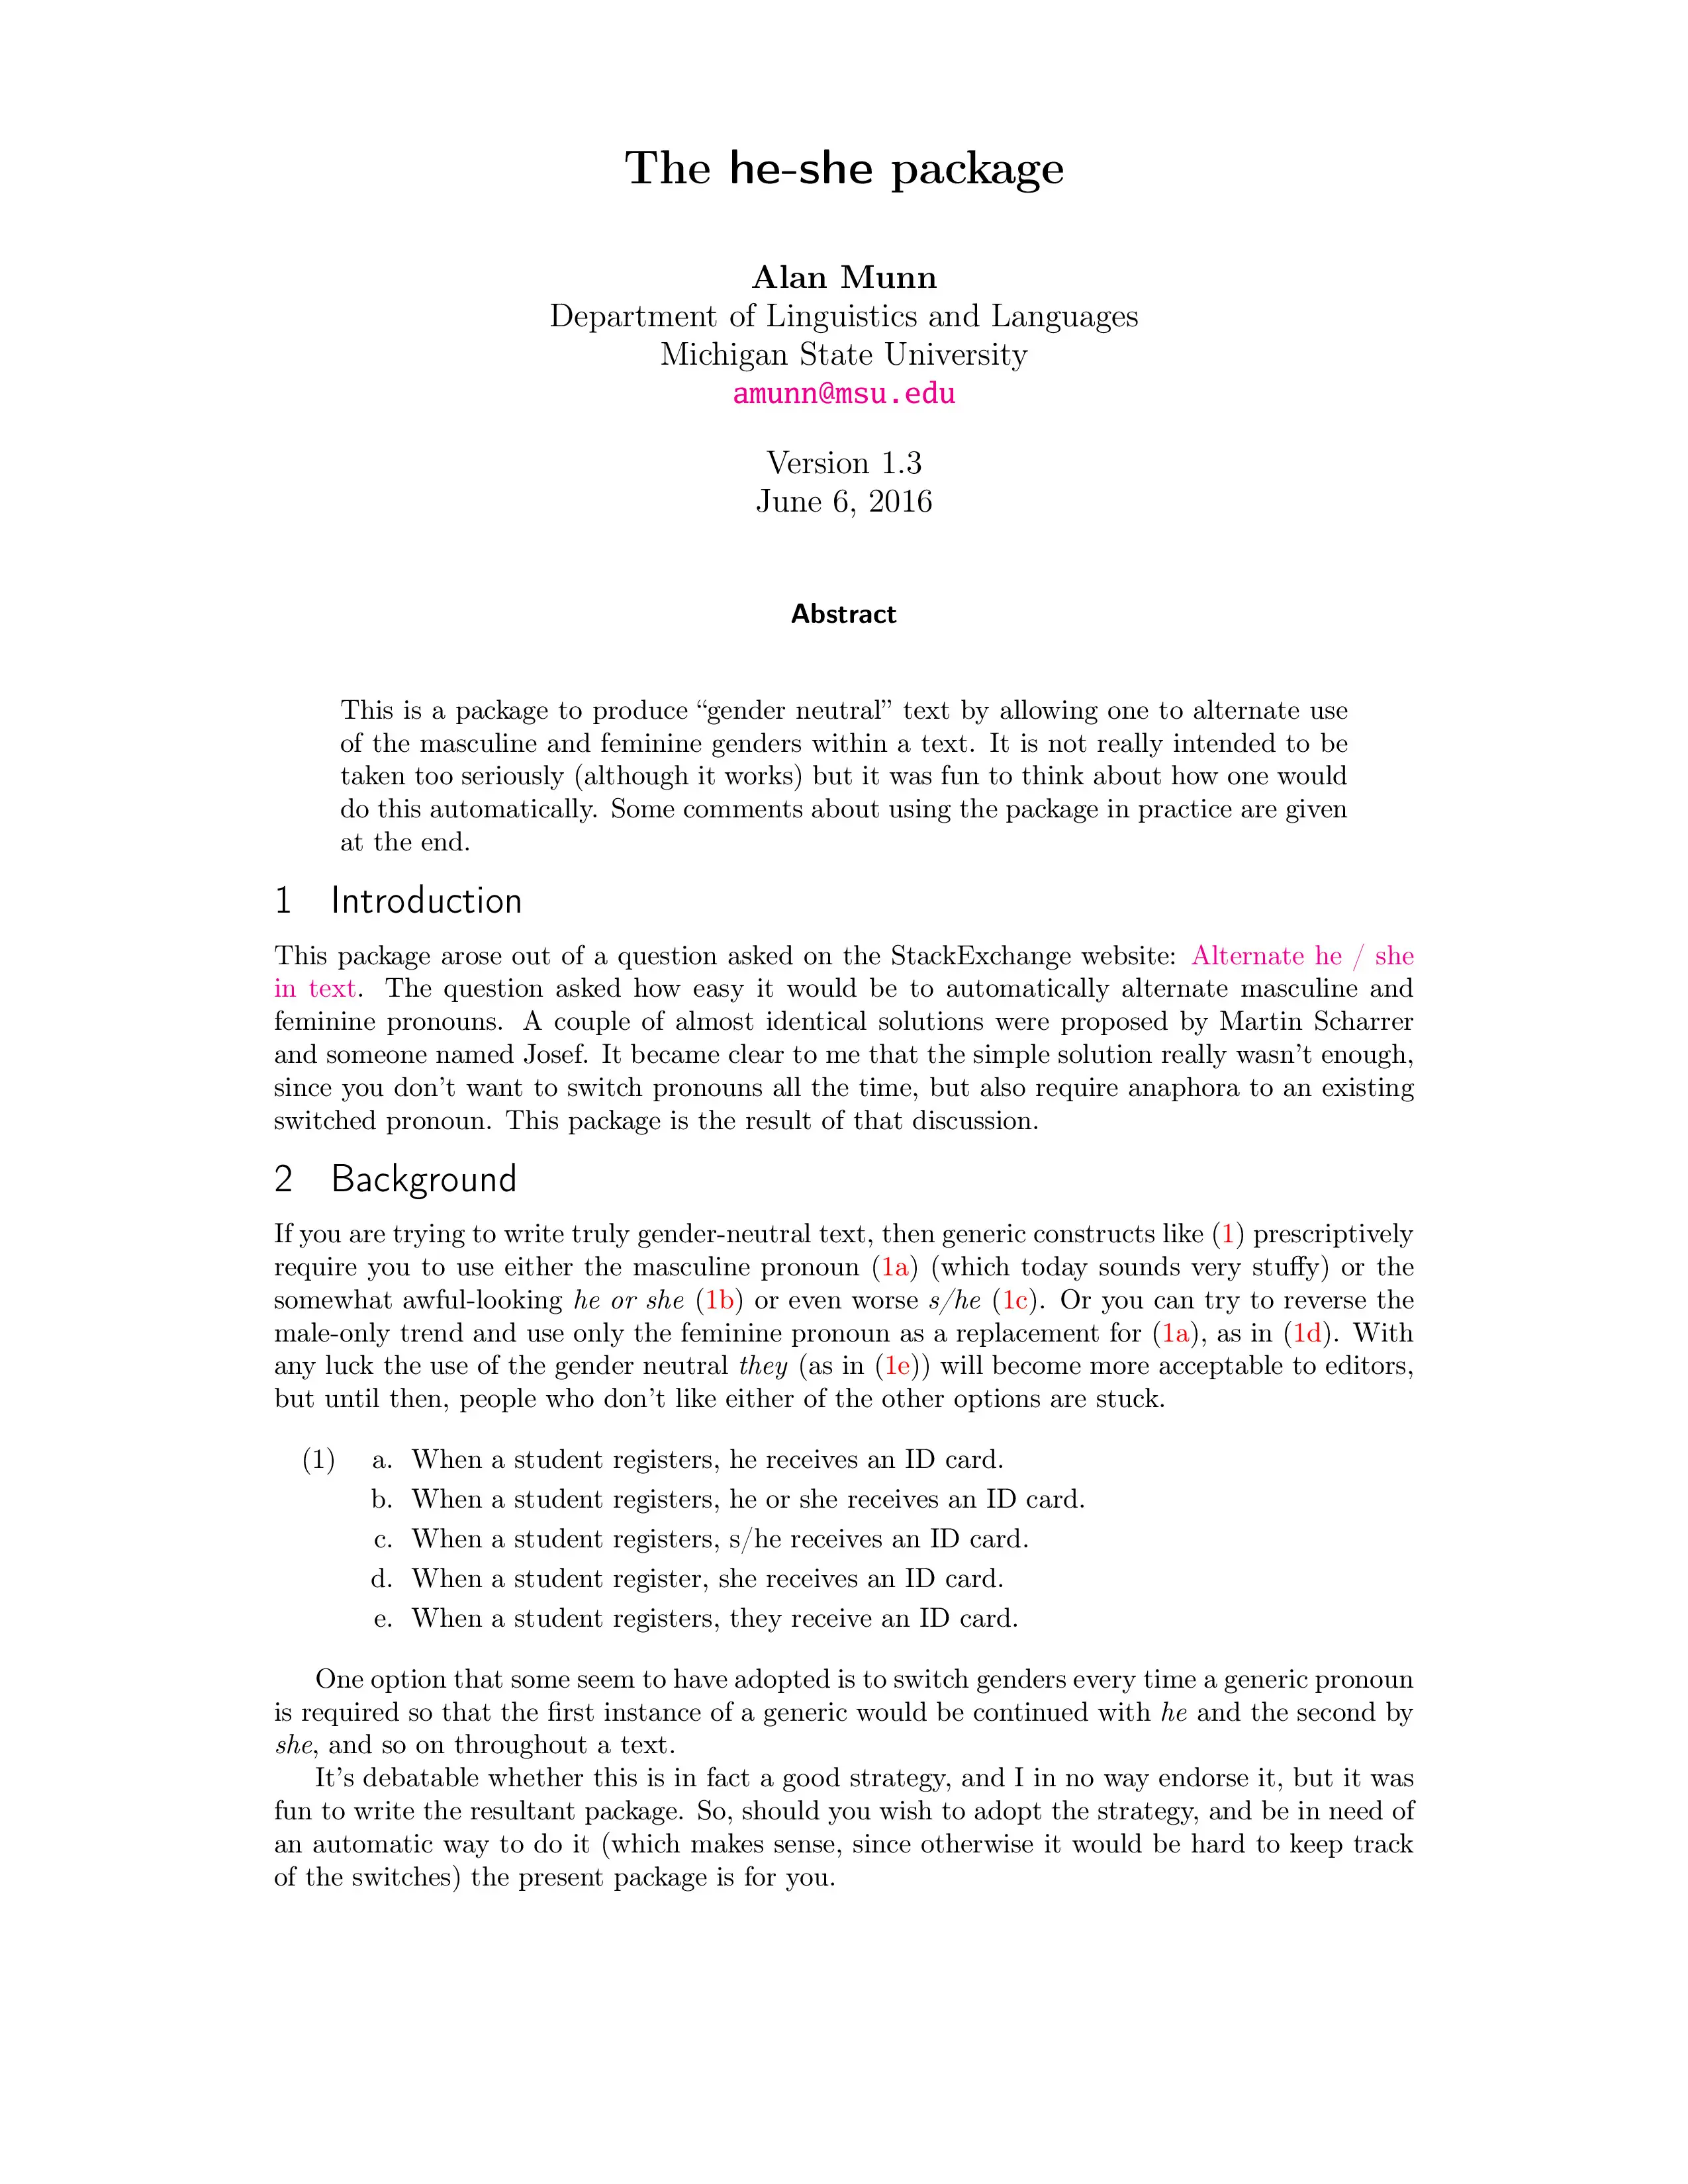 The he-she package
Alan Munn
Department of Linguistics and Languages
Michigan State University
amunn@msu.edu
Version 1.3
June 6, 2016
Abstract
This is a package to produce “gender neutral” text by allowing one to alternate use
of the masculine and feminine genders within a text. It is not really intended to be
taken too seriously (although it works) but it was fun to think about how one would
do this automatically. Some comments about using the package in practice are given
at the end.
1 Introduction
This package arose out of a question asked on the StackExchange website: Alternate he / she
in text. The question asked how easy it would be to automatically alternate masculine and
feminine pronouns. A couple of almost identical solutions were proposed by Martin Scharrer
and someone named Josef. It became clear to me that the simple solution really wasn’t enough,
since you don’t want to switch pronouns all the time, but also require anaphora to an existing
switched pronoun. This package is the result of that discussion.
2 Background
If you are trying to write truly gender-neutral text, then generic constructs like (1) prescriptively
require you to use either the masculine pronoun (1a) (which today sounds very stuffy) or the
somewhat awful-looking he or she (1b) or even worse s/he (1c). Or you can try to reverse the
male-only trend and use only the feminine pronoun as a replacement for (1a), as in (1d). With
any luck the use of the gender neutral they (as in (1e)) will become more acceptable to editors,
but until then, people who don’t like either of the other options are stuck.
(1) a. When a student registers, he receives an ID card.
b. When a student registers, he or she receives an ID card.
c. When a student registers, s/he receives an ID card.
d. When a student register, she receives an ID card.
e. When a student registers, they receive an ID card.
One option that some seem to have adopted is to switch genders every time a generic pronoun
is required so that the first instance of a generic would be continued with he and the second by
she, and so on throughout a text.
It’s debatable whether this is in fact a good strategy, and I in no way endorse it, but it was
fun to write the resultant package. So, should you wish to adopt the strategy, and be in need of
an automatic way to do it (which makes sense, since otherwise it would be hard to keep track
of the switches) the present package is for you.